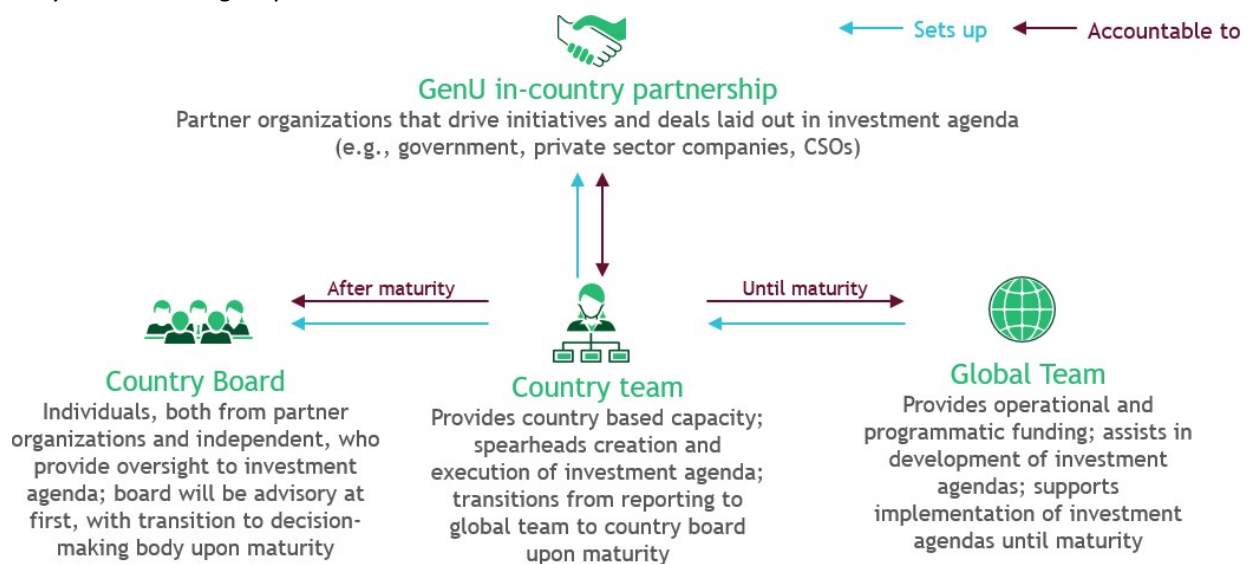 Sets up
Accountable to
GenU in-country partnership
Partner organizations that drive initiatives and deals laid out in investment agenda
(e.g., government, private sector companies, CSOs)
After maturity
Until maturity
Country Board
Individuals, both from partner
organizations and independent, who
provide oversight to investment
agenda; board will be advisory at
first, with transition to decision-
making body upon maturity
Country team
Provides country based capacity;
spearheads creation and
execution of investment agenda;
transitions from reporting to
global team to country board
upon maturity
Global Team
Provides operational and
programmatic funding; assists in
development of investment
agendas; supports
implementation of investment
agendas until maturity